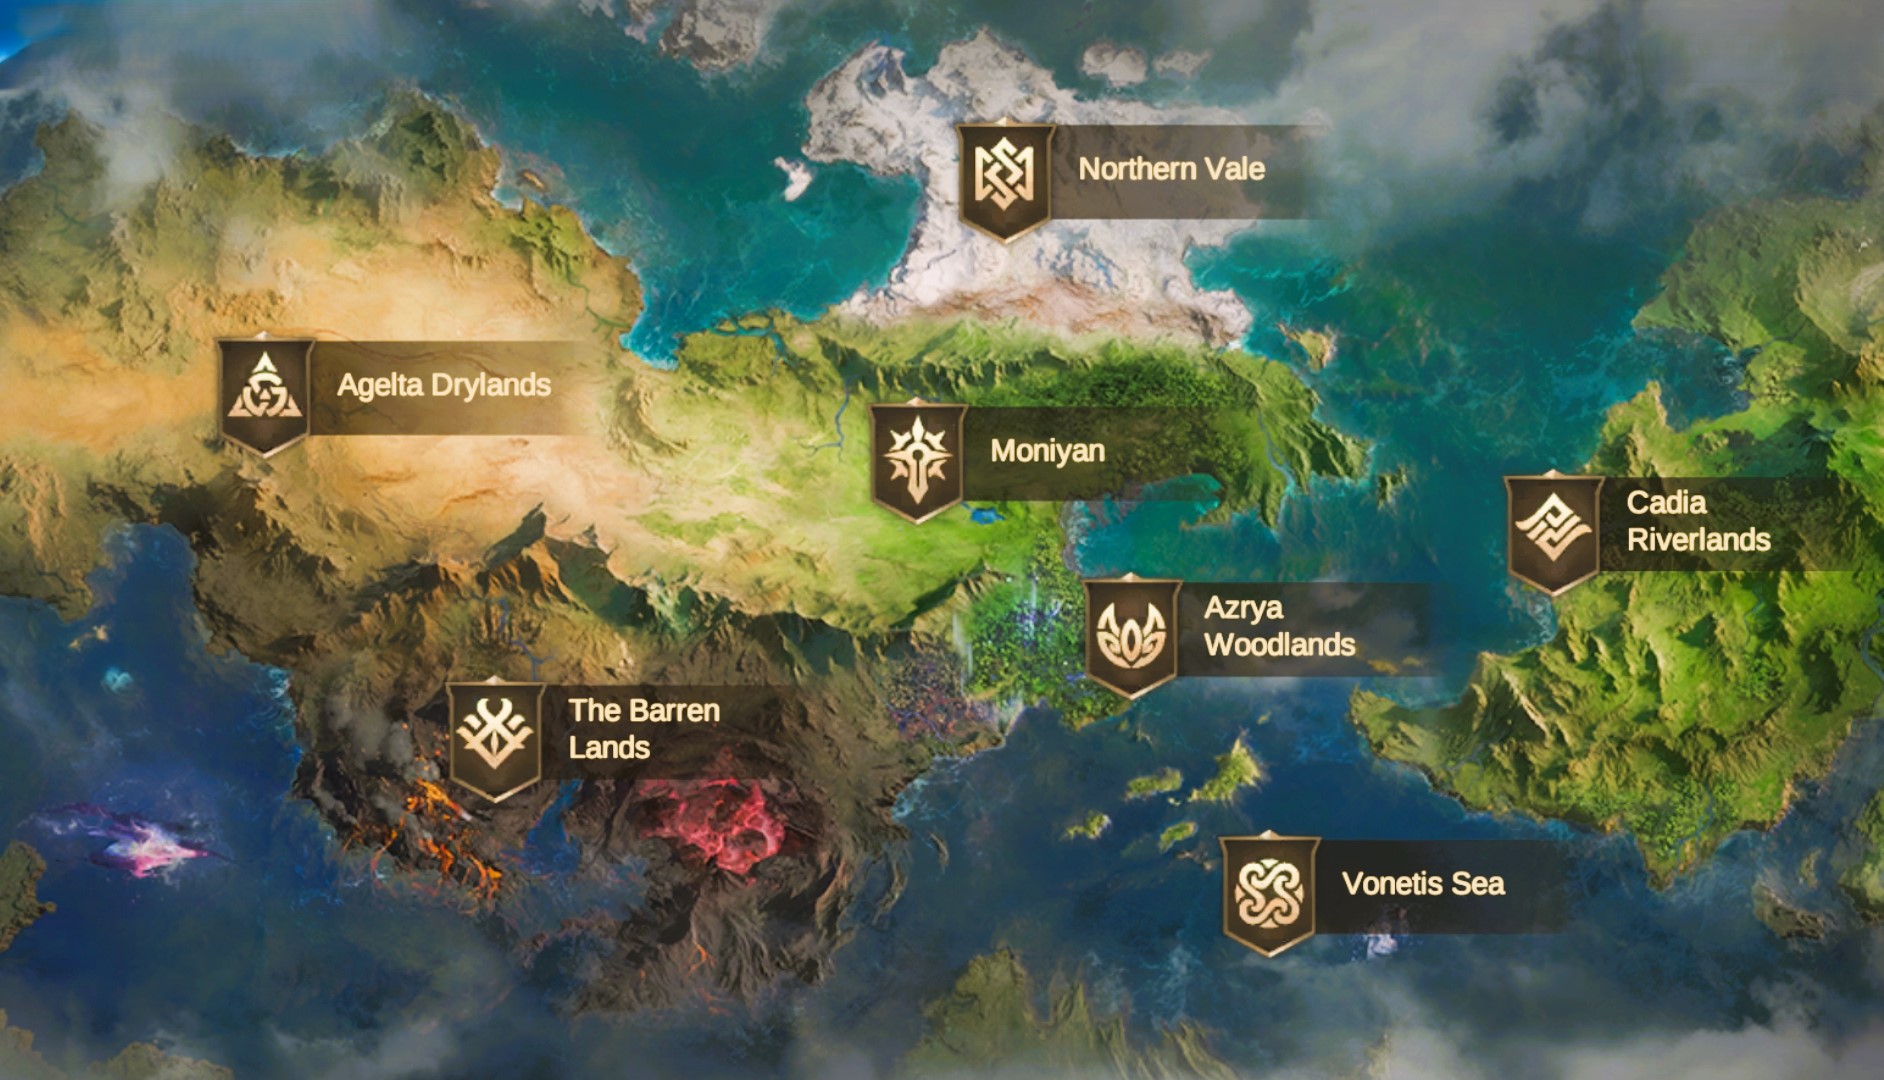 Northern Vale
Agelta Drylands
Moniyan
Cadia
Riverlands
Azrya
Woodlands
The Barren
Lands
Vonetis Sea